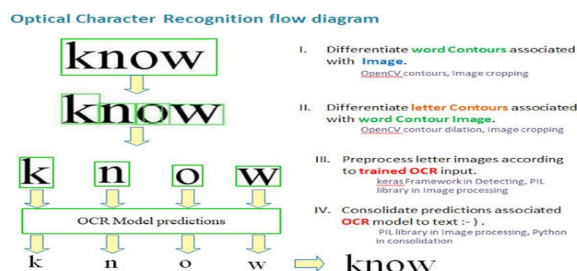 Optical Character Recognition flow diagram
know
know
k n o w
OCR Model predictions
k n o w
know
I. Differentiate word Contours associated
with Image.
OpenCV contours, Image cropping
II. Differentiate letter Contours associated
with word Contour Image.
OpenCV contour dilation, Image cropping
III. Preprocess letter images according
to trained OCR input.
keras Framework in Detecting, PIL
library in Image processing
IV. Consolidate predictions associated
OCR model to text :- ) .
PIL library in Image processing, Python
in consolidation